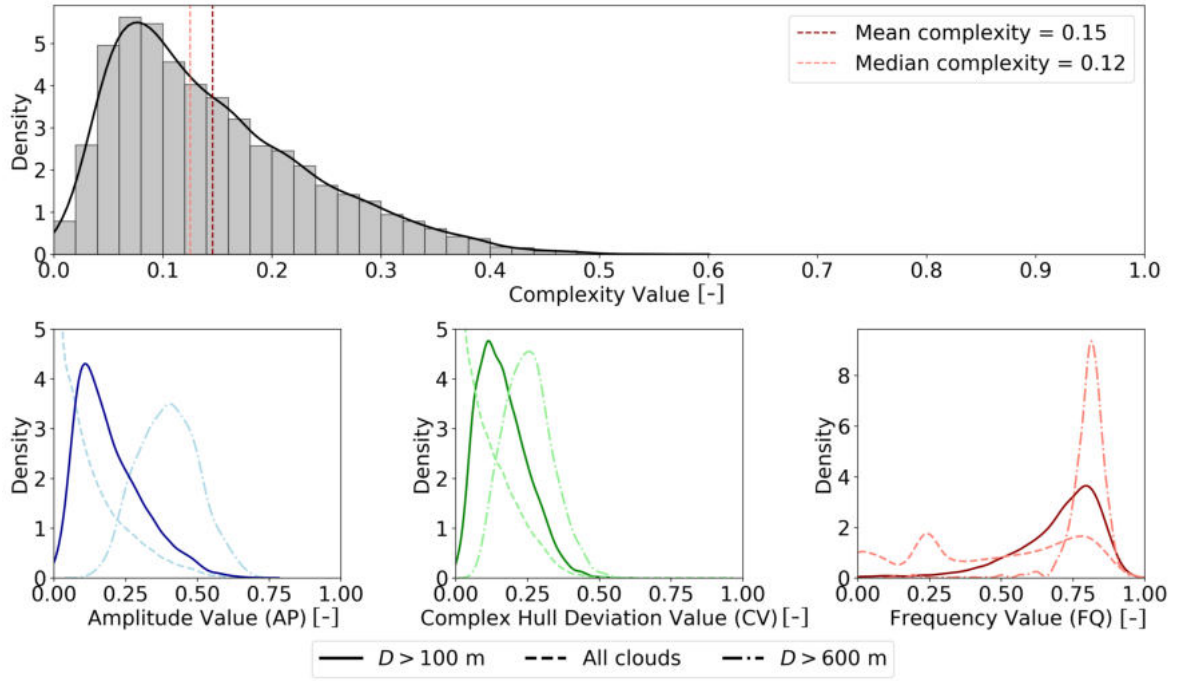 Density
5
4
3
2
1
0
Mean complexity = 0.15
Median complexity = 0.12
0.0 0.1 0.2 0.3 0.4 0.5 0.6 0.7 0.8 0.9 1.0
Complexity Value [-]
Density
5
4
3
2
1
0
0.00 0.25 0.50 0.75 1.00
Amplitude Value (AP) [-]
Density
5
4
3
2
1
0
0.00 0.25 0.50 0.75 1.00
Complex Hull Deviation Value (CV) [-]
Density
8
6
4
2
0
0.00 0.25 0.50 0.75 1.00
Frequency Value (FQ) [-]
D > 100 m All clouds D > 600 m